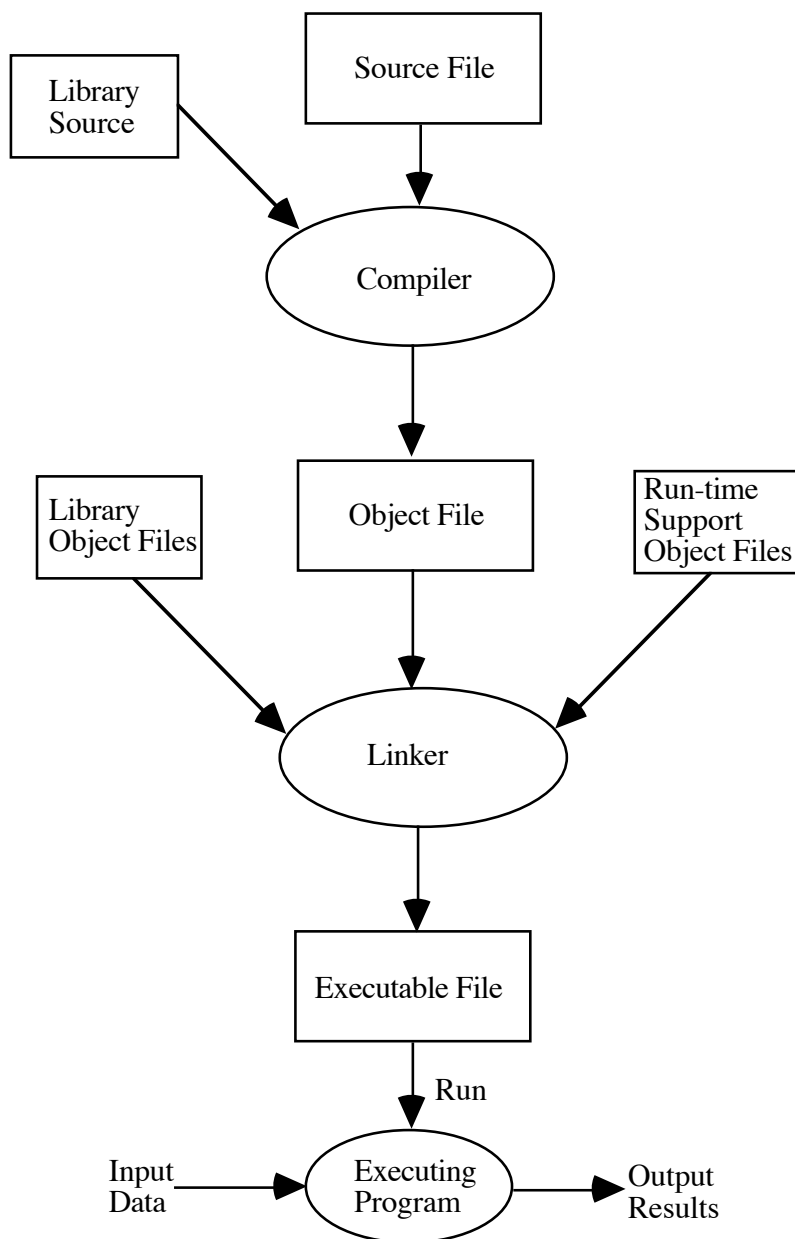 Source File
Library
Source
Compiler
Library
Object Files
Object File
Run-time
Support
Object Files
Linker
Executable File
Run
Input
Data
Executing
Program
Output
Results